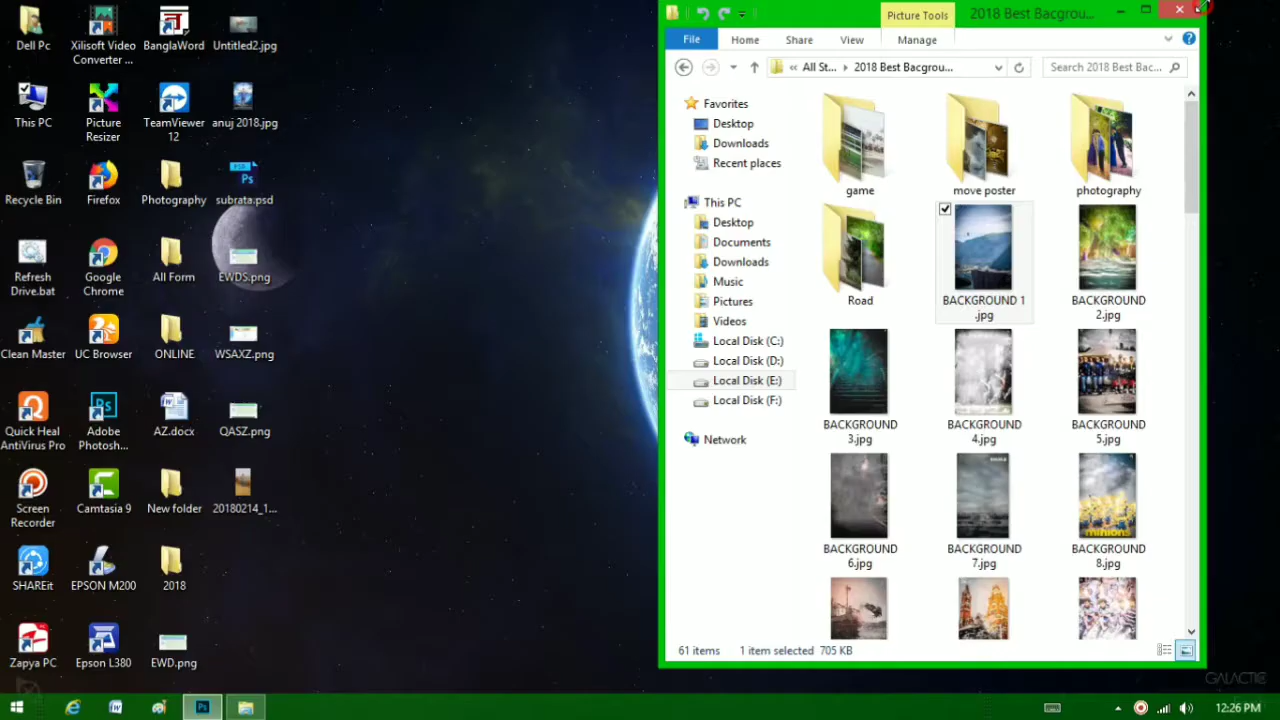 Dell Pc
Xilisoft Video
Converter ...
BanglaWord
Untitled2.jpg
This PC
Picture
Resizer
TeamViewer
12
anuj 2018.jpg
Recycle Bin
Firefox
Photography
subrata.psd
Refresh
Drive.bat
Google
Chrome
All Form
EWDS.png
Clean Master
UC Browser
ONLINE
WSAXZ.png
Quick Heal
AntiVirus Pro
Adobe
Photosh...
AZ.docx
QASZ.png
Screen
Recorder
Camtasia 9
New folder
20180214_1...
SHAREit
EPSON M200
2018
Zapya PC
Epson L380
EWD.png
Picture Tools
2018 Best Bacgrou...
File
Home
Share
View
Manage
« All St... 2018 Best Bacgrou...
Search 2018 Best Bac...
Favorites
Desktop
Downloads
Recent places
This PC
Desktop
Documents
Downloads
Music
Pictures
Videos
Local Disk (C:)
Local Disk (D:)
Local Disk (E:)
Local Disk (F:)
Network
game
move poster
photography
Road
BACKGROUND 1
.jpg
BACKGROUND
2.jpg
BACKGROUND
3.jpg
BACKGROUND
4.jpg
BACKGROUND
5.jpg
BACKGROUND
6.jpg
BACKGROUND
7.jpg
minions
BACKGROUND
8.jpg
61 items
1 item selected 705 KB
GALACTIC
12:26 PM